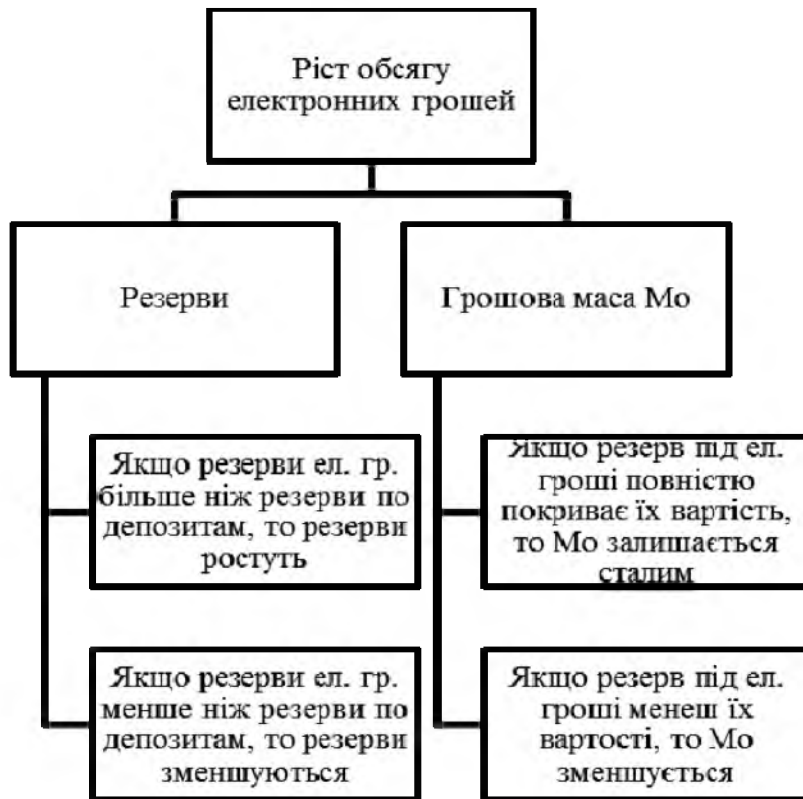 Ріст обсягу
електронних грошей
Резерви
Грошова маса Мо
Якщо резерви ел. гр.
більше ніж резерви по
депозитам, то резерви
ростуть
Якщо резерв під ел.
гроші повністю
покриває їх вартість,
то Мо залишається
сталим
Якщо резерви ел. гр.
менше ніж резерви по
депозитам, то резерви
зменшуються
Якщо резерв під ел.
гроші менеш їх
вартості, то Мо
зменшується